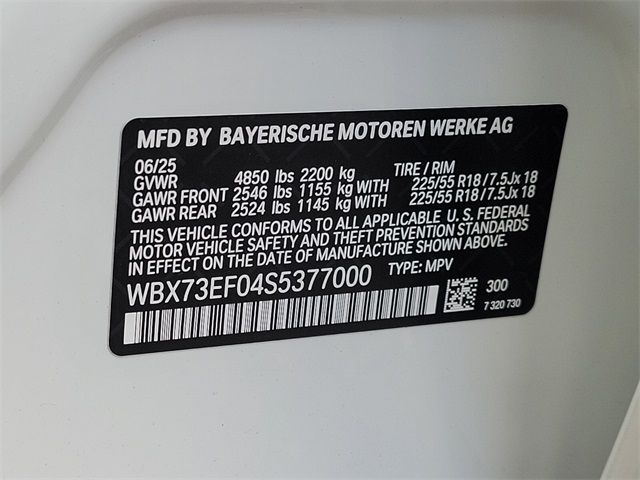 MFD BY BAYERISCHE MOTOREN WERKE AG
06/25
GVWR 4850 lbs 2200 kg TIRE / RIM
GAWR FRONT 2546 lbs 1155 kg WITH 225/55 R18 / 7.5Jx 18
GAWR REAR 2524 lbs 1145 kg WITH 225/55 R18 / 7.5Jx 18
THIS VEHICLE CONFORMS TO ALL APPLICABLE U. S. FEDERAL
MOTOR VEHICLE SAFETY AND THEFT PREVENTION STANDARDS
IN EFFECT ON THE DATE OF MANUFACTURE SHOWN ABOVE.
WBX73EF04S5377000 TYPE: MPV
300
7 320 730